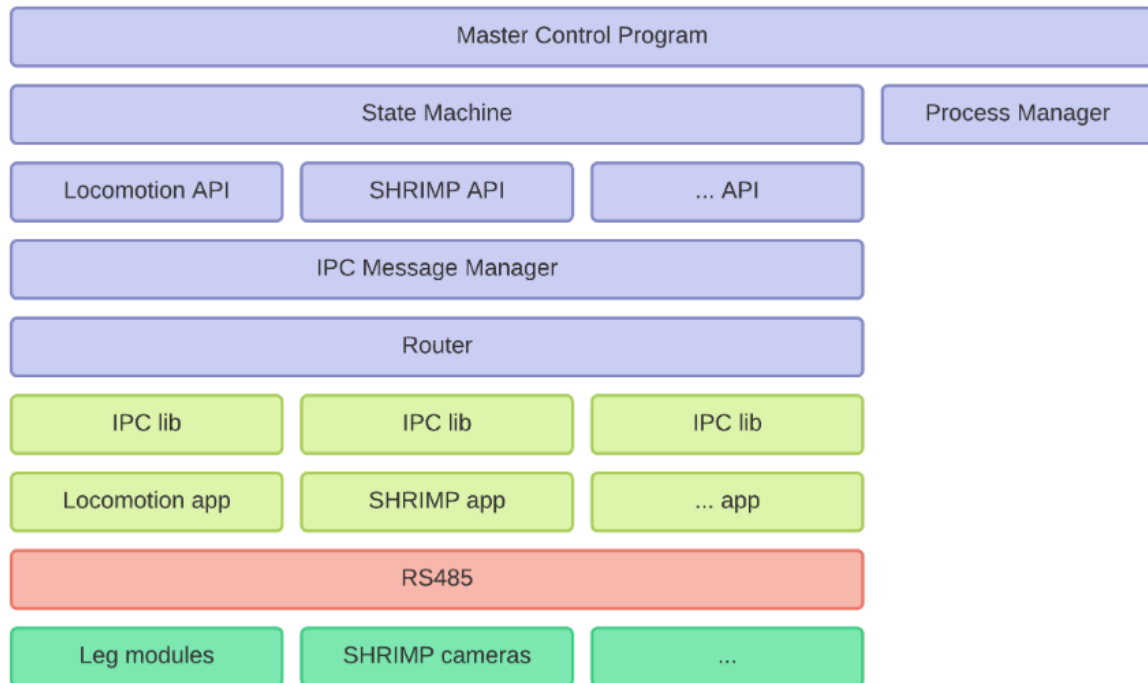 Master Control Program
State Machine
Process Manager
Locomotion API
SHRIMP API
... API
IPC Message Manager
Router
IPC lib
IPC lib
IPC lib
Locomotion app
SHRIMP app
... app
RS485
Leg modules
SHRIMP cameras
...